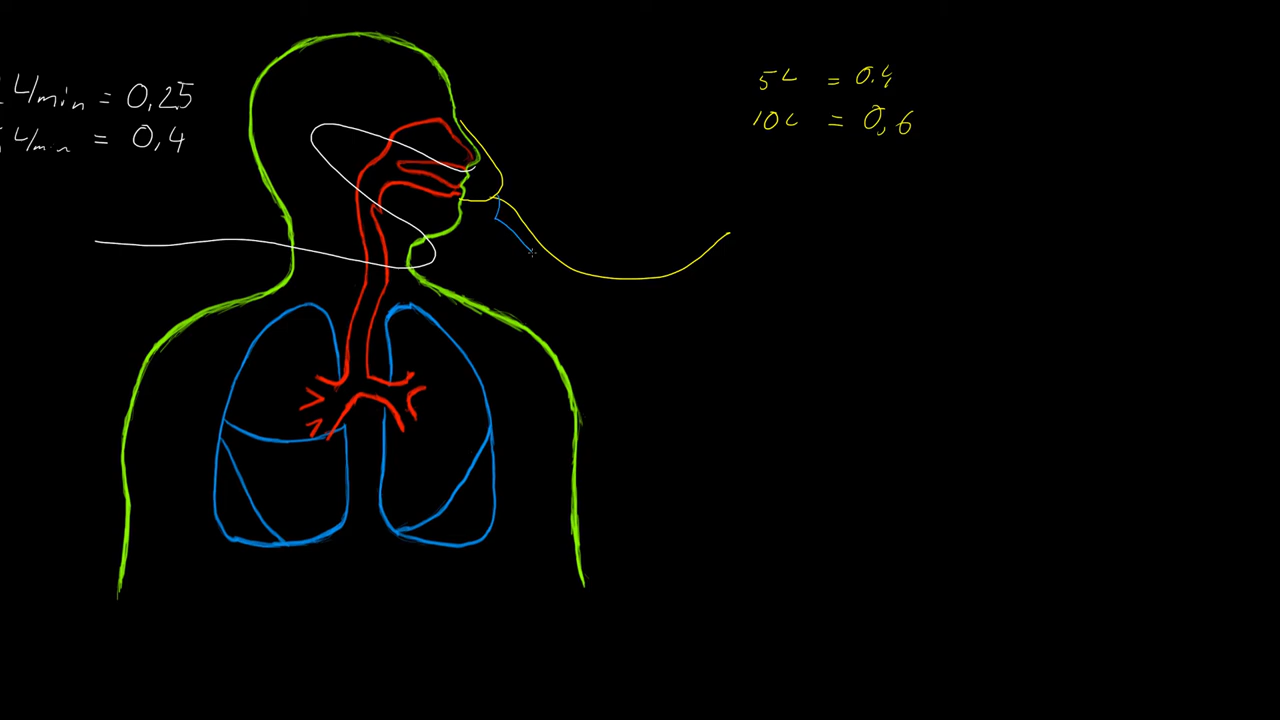 L/min = 0,25
L/min = 0,4
5L = 0.4
10L = 0,6